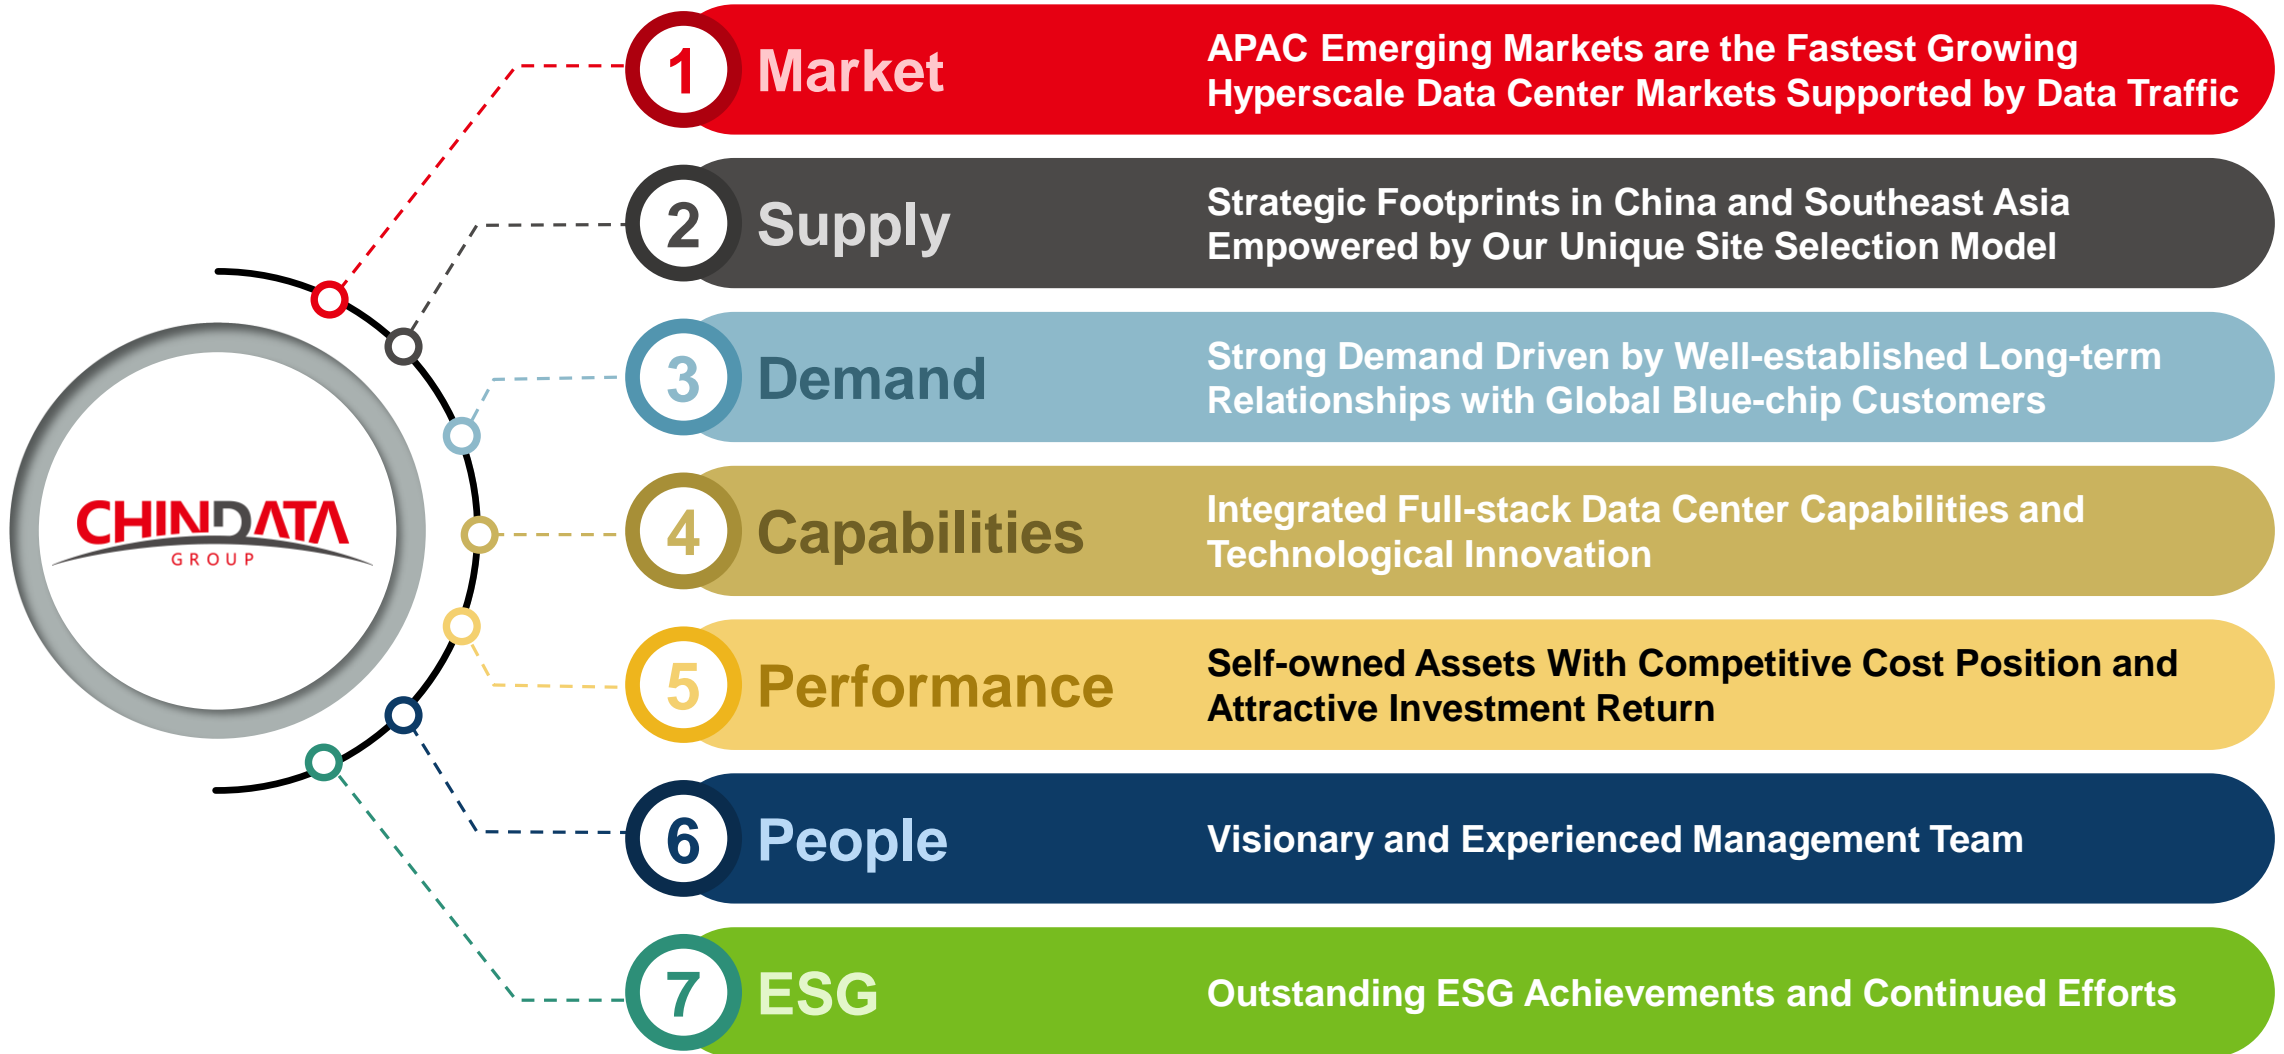 CHINDATA
GROUP
1 Market
APAC Emerging Markets are the Fastest Growing
Hyperscale Data Center Markets Supported by Data Traffic
2 Supply
Strategic Footprints in China and Southeast Asia
Empowered by Our Unique Site Selection Model
3 Demand
Strong Demand Driven by Well-established Long-term
Relationships with Global Blue-chip Customers
4 Capabilities
Integrated Full-stack Data Center Capabilities and
Technological Innovation
5 Performance
Self-owned Assets With Competitive Cost Position and
Attractive Investment Return
6 People
Visionary and Experienced Management Team
7 ESG
Outstanding ESG Achievements and Continued Efforts